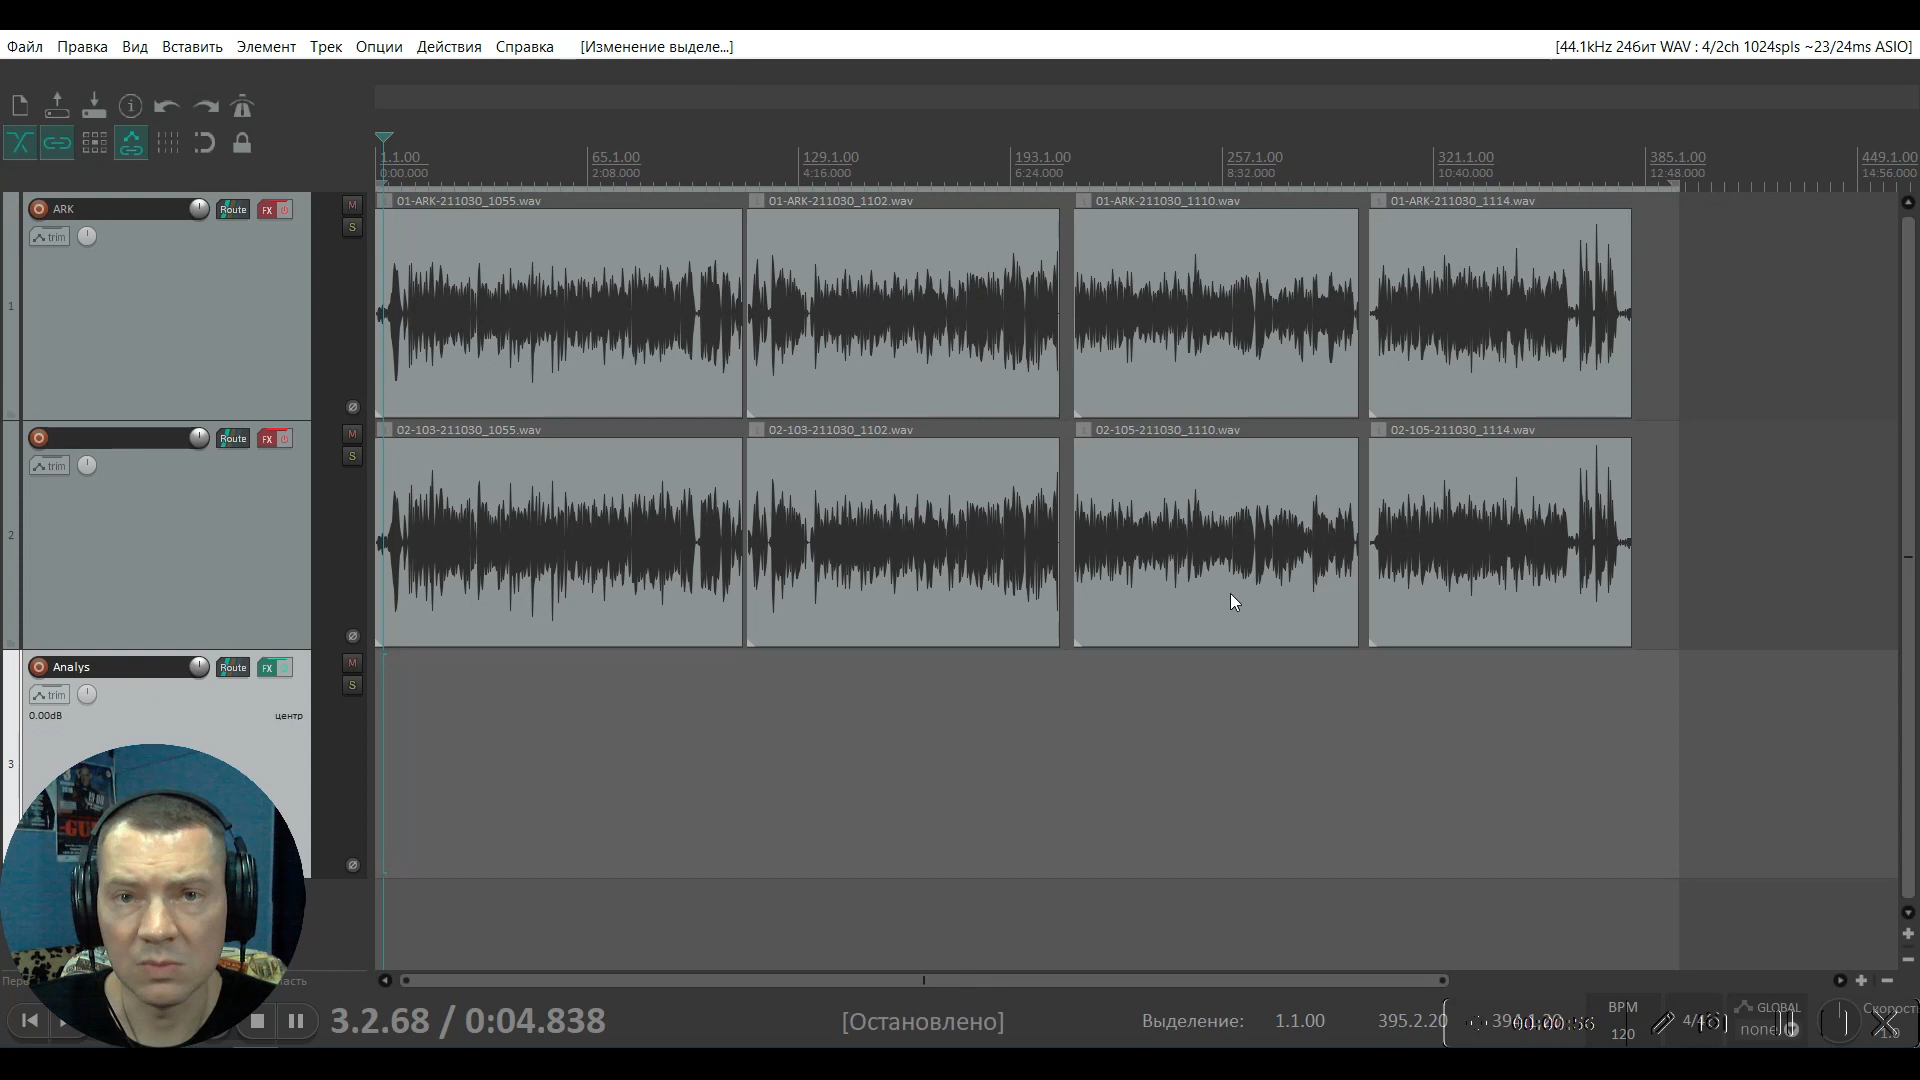 Файл Правка Вид Вставить Элемент Трек Опции Действия Справка [Изменение выделе...] [44.1kHz 24бит WAV : 4/2ch 1024spls ~23/24ms ASIO]
1.1.00 65.1.00 129.1.00 193.1.00 257.1.00 321.1.00 385.1.00 449.1.00
0:00.000 2:08.000 4:16.000 6:24.000 8:32.000 10:40.000 12:48.000 14:56.000
ARK Route FX M
01-ARK-211030_1055.wav 01-ARK-211030_1102.wav 01-ARK-211030_1110.wav 01-ARK-211030_1114.wav
trim S
1
Route FX M
02-103-211030_1055.wav 02-103-211030_1102.wav 02-105-211030_1110.wav 02-105-211030_1114.wav
trim S
2
Analys Route FX M
trim S
0.00dB центр
3
3.2.68 / 0:04.838 [Остановлено] Выделение: 1.1.00 395.2.20
BPM
120
GLOBAL
none
Скорость